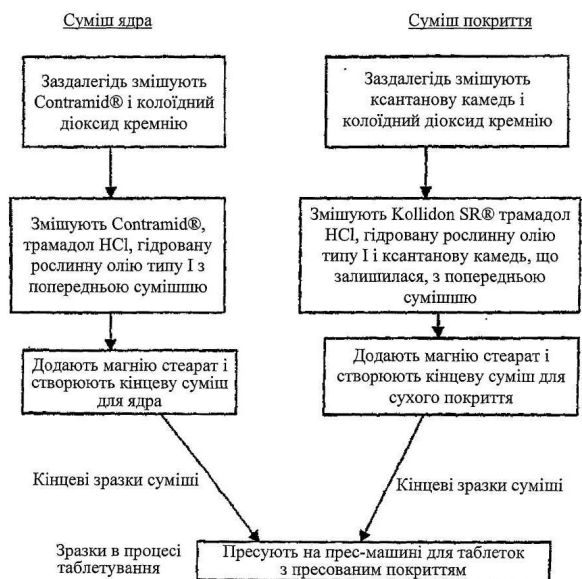 Суміш ядра
Заздалегідь змішують
Contramid® і колоїдний
діоксид кремнію
Змішують Contramid®,
трамадол HCl, гідровану
рослинну олію типу I з
попередньою сумішшю
Додають магнію стеарат і
створюють кінцеву суміш
для ядра
Кінцеві зразки суміші
Суміш покриття
Заздалегідь змішують
ксантанову камедь і
колоїдний діоксид кремнію
Змішують Kollidon SR® трамадол
HCl, гідровану рослинну олію
типу I і ксантанову камедь, що
залишилася, з попередньою
сумішшю
Додають магнію стеарат і
створюють кінцеву суміш для
сухого покриття
Кінцеві зразки суміші
Зразки в процесі
таблетування
Пресують на прес-машині для таблеток
з пресованим покриттям